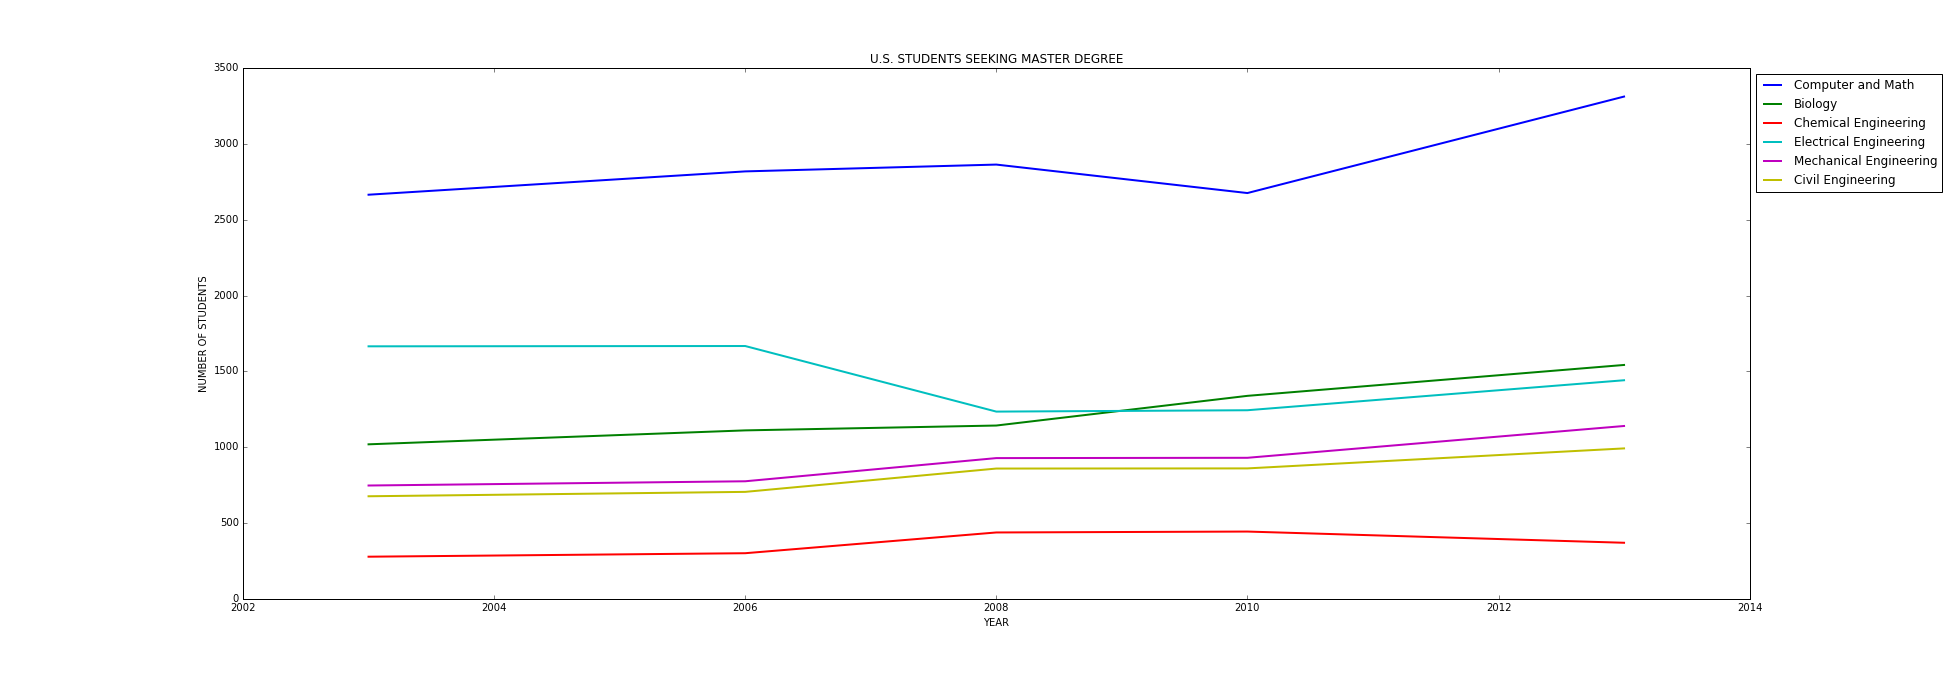 U.S. STUDENTS SEEKING MASTER DEGREE
3500
3000
2500
2000
1500
1000
500
0
NUMBER OF STUDENTS
2002 2004 2006 2008 2010 2012 2014
YEAR
Computer and Math
Biology
Chemical Engineering
Electrical Engineering
Mechanical Engineering
Civil Engineering